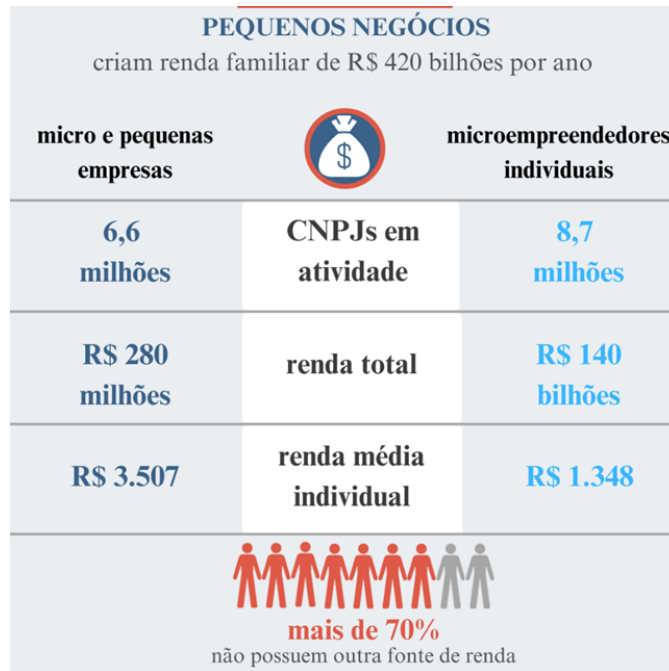 PEQUENOS NEGÓCIOS
criam renda familiar de R$ 420 bilhões por ano
micro e pequenas
empresas
$
microempreendedores
individuais
6,6
milhões
CNPJs em
atividade
8,7
milhões
R$ 280
milhões
renda total
R$ 140
bilhões
R$ 3.507
renda média
individual
R$ 1.348
mais de 70%
não possuem outra fonte de renda